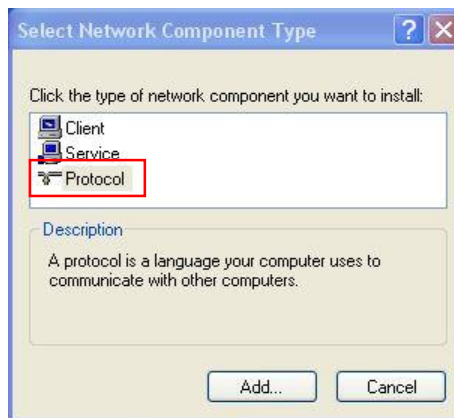 Select Network Component Type
Click the type of network component you want to install:
Client
Service
Protocol
Description
A protocol is a language your computer uses to
communicate with other computers.
Add... Cancel